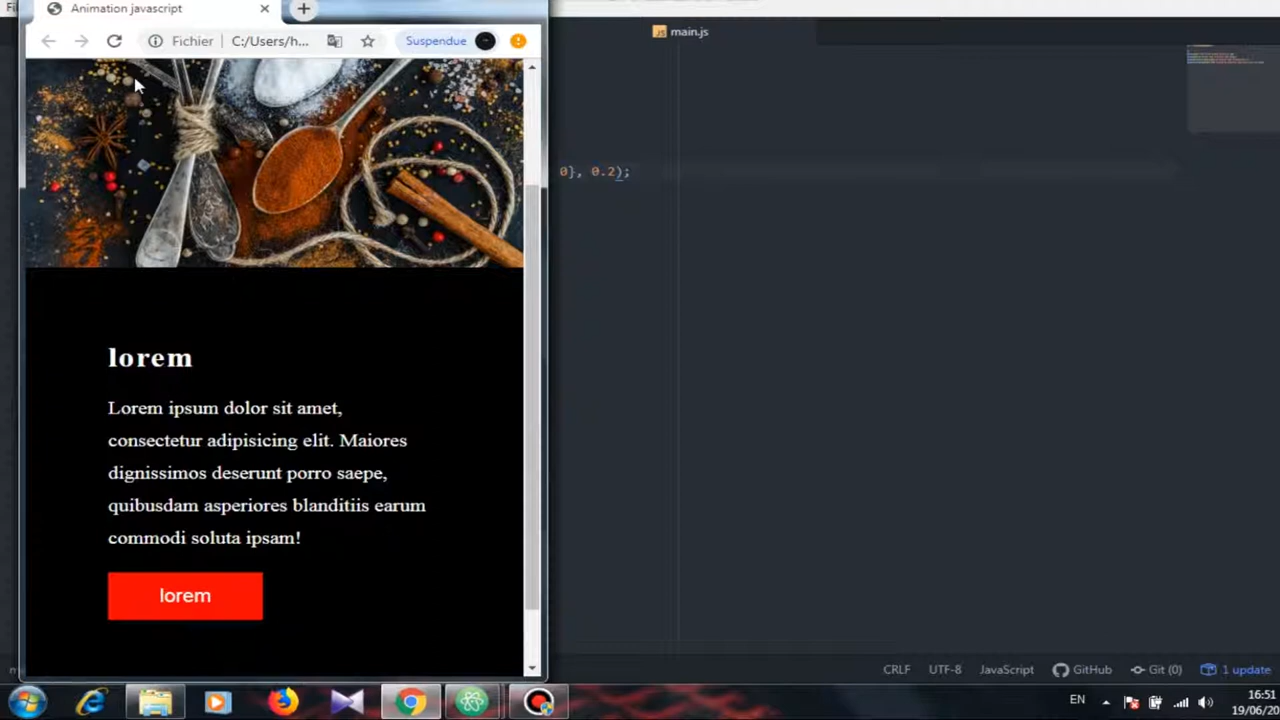 Animation javascript
main.js
Fichier
C:/Users/h...
Suspendue
0}, 0.2);
lorem
Lorem ipsum dolor sit amet,
consectetur adipisicing elit. Maiores
dignissimos deserunt porro saepe,
quibusdam asperiores blanditiis earum
commodi soluta ipsam!
lorem
CRLF
UTF-8
JavaScript
GitHub
Git (0)
1 update
EN
16:51
19/06/20